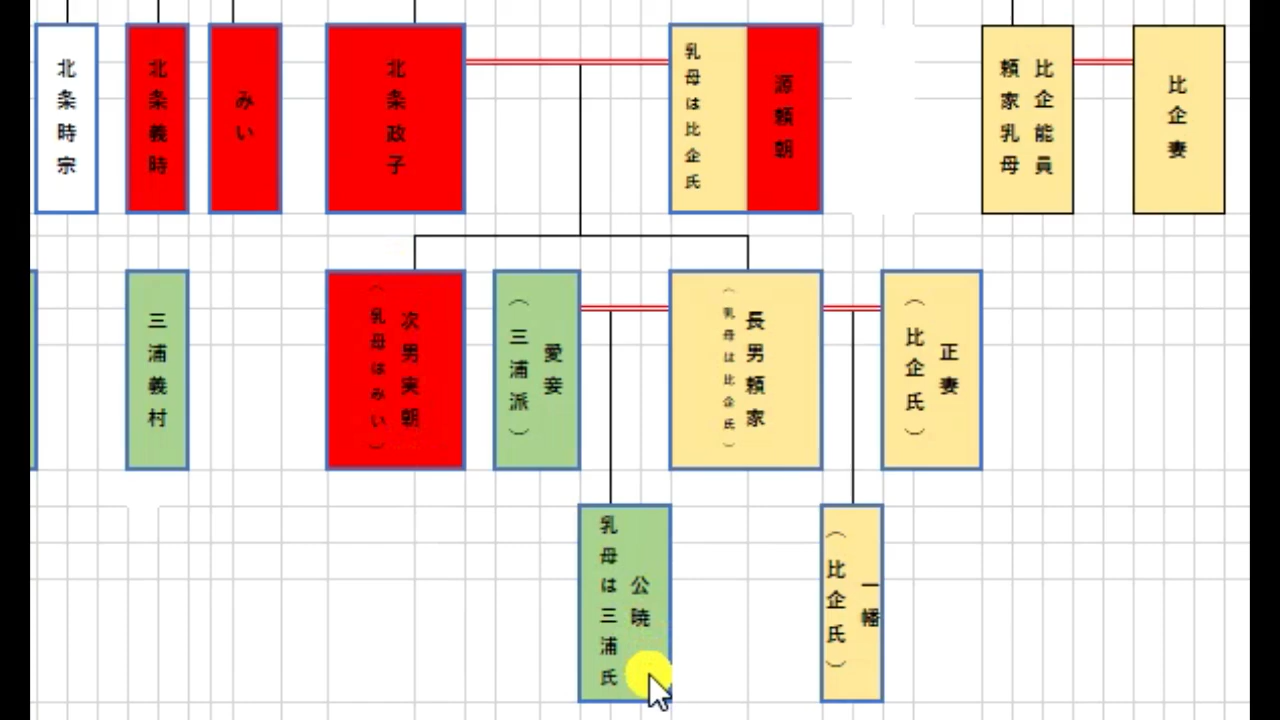 北条時宗
北条義時
みい
北条政子
乳母は比企氏
源頼朝
比企能員
頼家乳母
比企妻
三浦義村
次男実朝
（乳母はみい）
愛妾
（三浦派）
長男頼家
（乳母は比企氏）
正妻
（比企氏）
公暁
乳母は三浦氏
一幡
（比企氏）